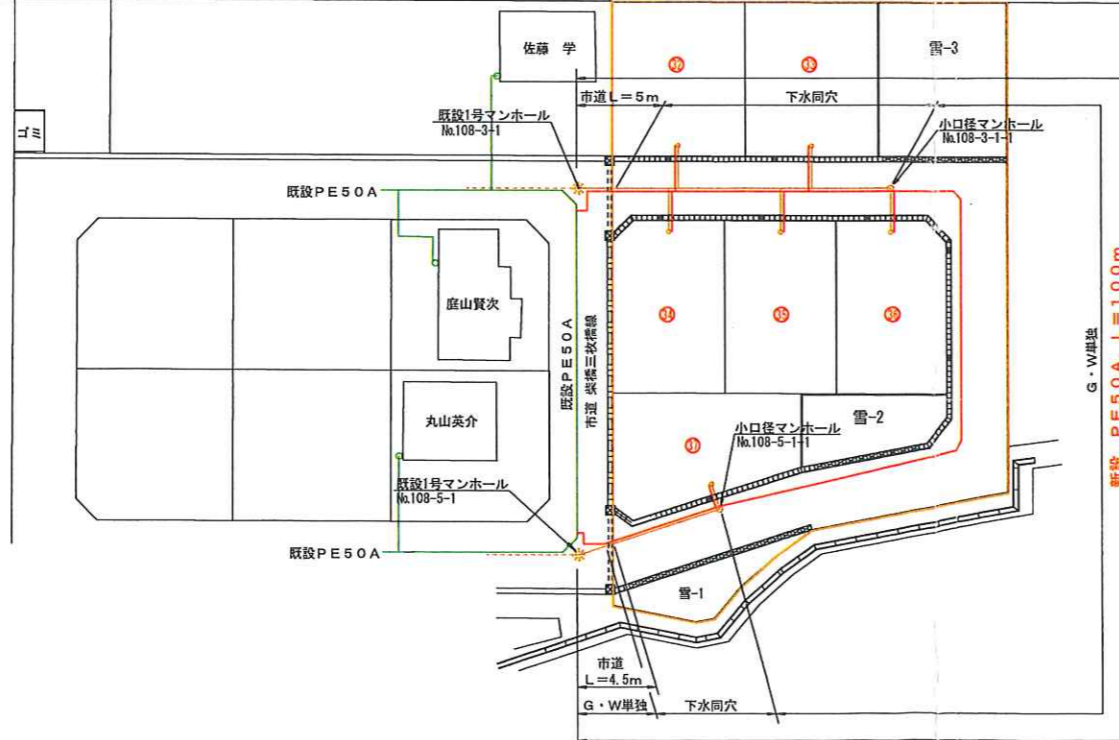 佐藤 学
雪-3
㉜
㉝
市道L=5m
下水同穴
ゴミ
既設1号マンホール
No.108-3-1
小口径マンホール
No.108-3-1-1
既設PE50A
庭山賢次
既設PE50A
市道 柴橋三枚橋線
㉞
㉟
㊱
新設 PE50A L=100m
G・W単独
丸山英介
雪-2
小口径マンホール
No.108-5-1-1
㊲
既設1号マンホール
No.108-5-1
既設PE50A
雪-1
市道
L=4.5m
G・W単独
下水同穴